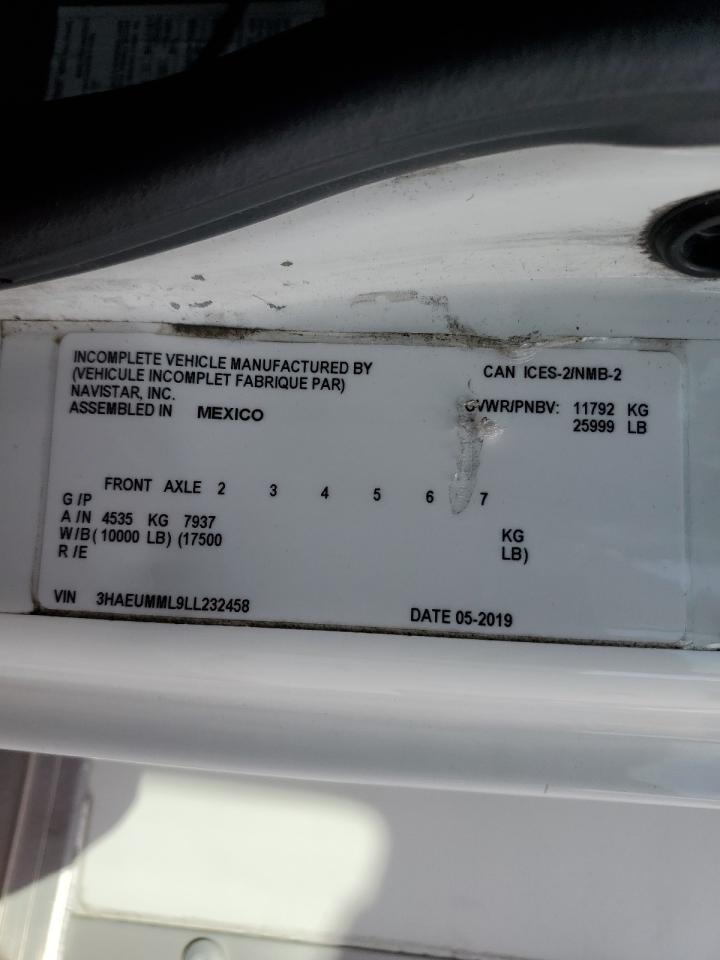 INCOMPLETE VEHICLE MANUFACTURED BY
(VEHICULE INCOMPLET FABRIQUE PAR)
NAVISTAR, INC.
ASSEMBLED IN MEXICO
CAN ICES-2/NMB-2
GVWR/PNBV: 11792 KG
25999 LB
FRONT AXLE 2 3 4 5 6 7
G /P
A /N 4535 KG 7937 KG
W/B (10000 LB) (17500 LB)
R /E
VIN 3HAEUMML9LL232458
DATE 05-2019